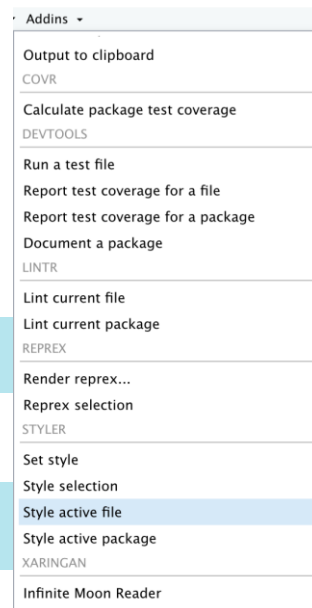 Addins
Output to clipboard
COVR
Calculate package test coverage
DEVTOOLS
Run a test file
Report test coverage for a file
Report test coverage for a package
Document a package
LINTR
Lint current file
Lint current package
REPREX
Render reprex...
Reprex selection
STYLER
Set style
Style selection
Style active file
Style active package
XARINGAN
Infinite Moon Reader